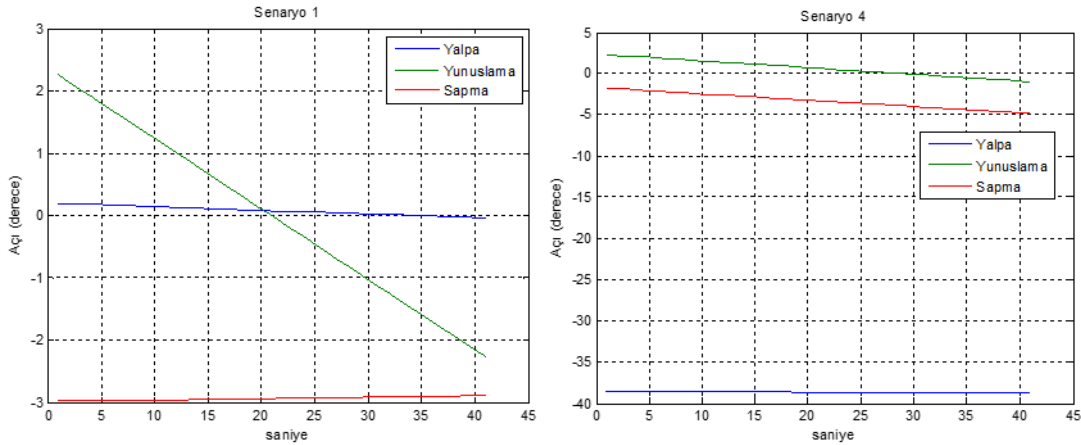 Senaryo 1
Açı (derece)
3
2
1
0
-1
-2
-3
0 5 10 15 20 25 30 35 40 45
saniye
Yalpa
Yunuslama
Sapma
Senaryo 4
Açı (derece)
5
0
-5
-10
-15
-20
-25
-30
-35
-40
0 5 10 15 20 25 30 35 40 45
saniye
Yalpa
Yunuslama
Sapma